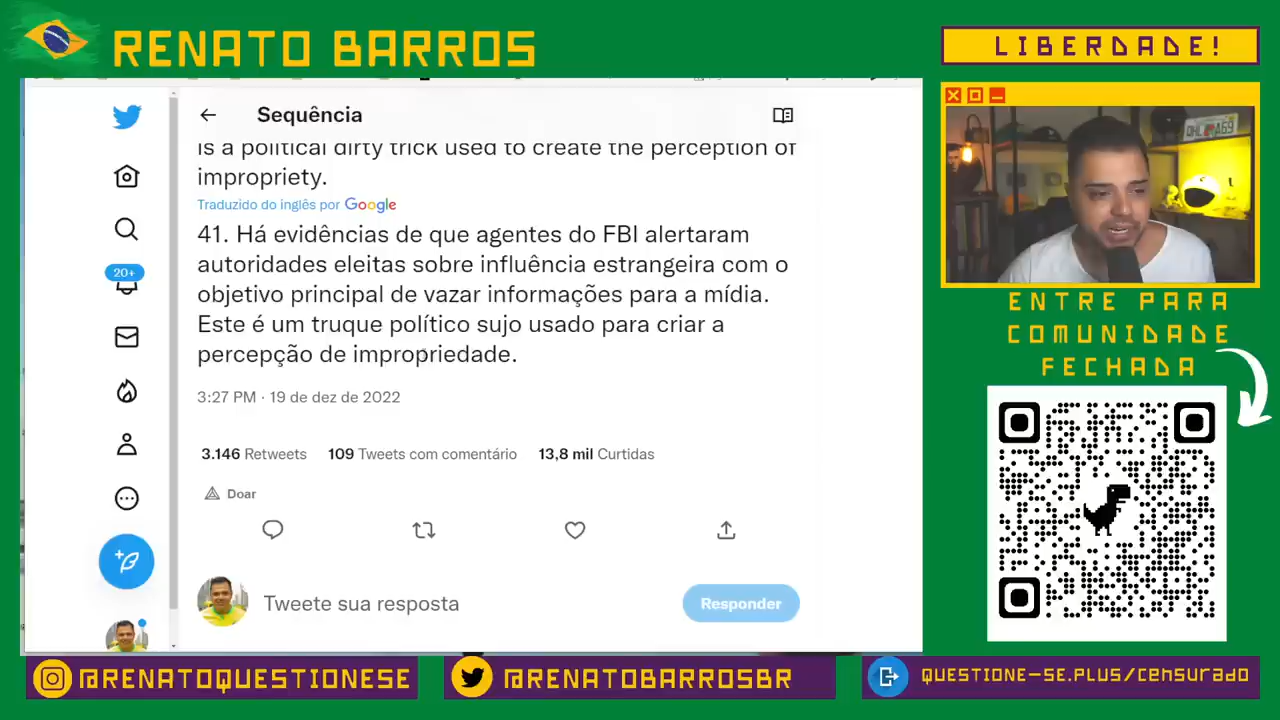 RENATO BARROS
LIBERDADE!
Sequência
is a political dirty trick used to create the perception of
impropriety.
Traduzido do inglês por Google
41. Há evidências de que agentes do FBI alertaram
autoridades eleitas sobre influência estrangeira com o
objetivo principal de vazar informações para a mídia.
Este é um truque político sujo usado para criar a
percepção de impropriedade.
3:27 PM · 19 de dez de 2022
3.146 Retweets 109 Tweets com comentário 13,8 mil Curtidas
Doar
20+
Tweete sua resposta
Responder
ENTRE PARA
COMUNIDADE
FECHADA
@RENATOQUESTIONESE
@RENATOBARROSBR
QUESTIONE-SE.PLUS/censurado